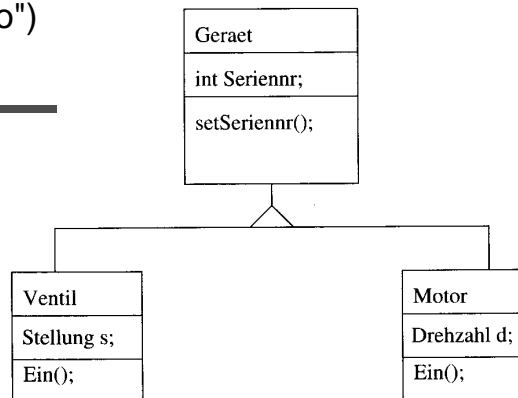 o")
Geraet
int Seriennr;
setSeriennr();
Ventil
Stellung s;
Ein();
Motor
Drehzahl d;
Ein();